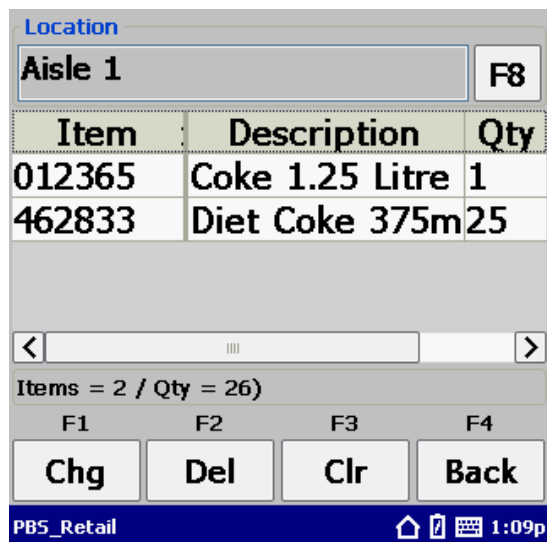 Location
Aisle 1 F8
Item : Description Qty
012365 Coke 1.25 Litre 1
462833 Diet Coke 375m 25
Items = 2 / Qty = 26)
F1 F2 F3 F4
Chg Del Clr Back
PBS_Retail 1:09p